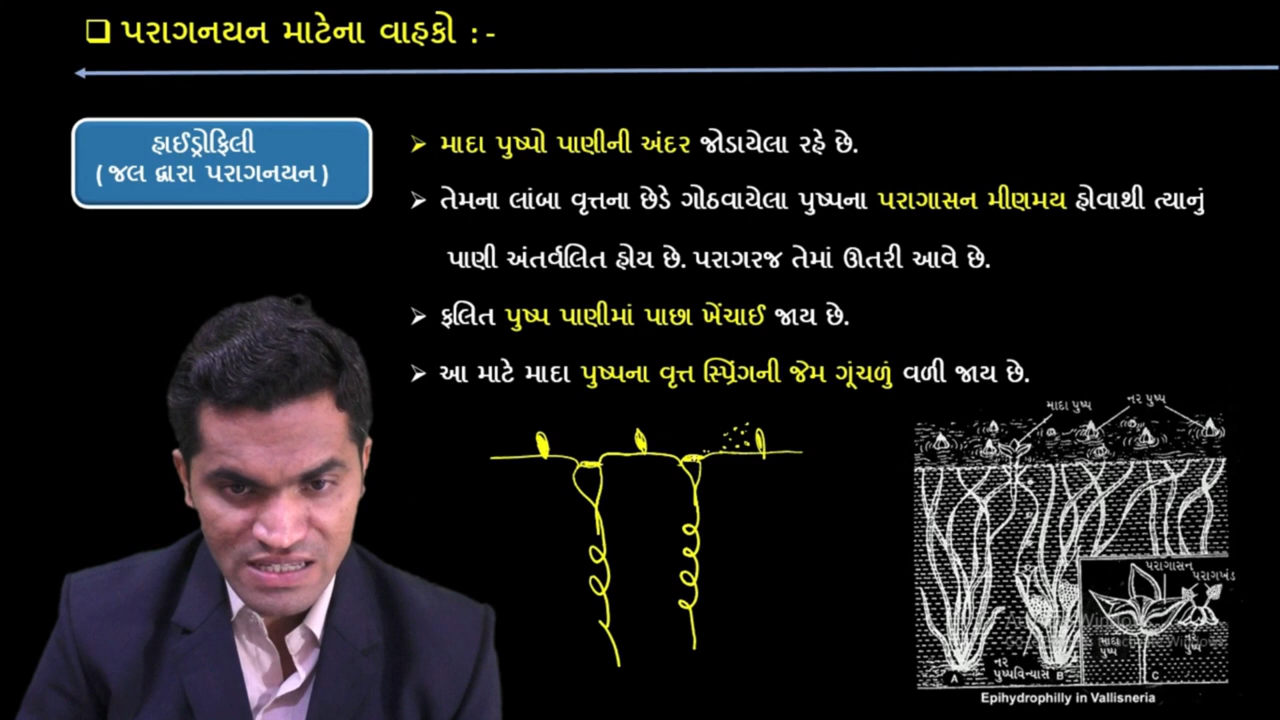 ❑ પરાગનયન માટેના વાહકો :-
હાઈડ્રોફિલી
( જલ દ્વારા પરાગનયન )
➢ માદા પુષ્પો પાણીની અંદર જોડાયેલા રહે છે.
➢ તેમના લાંબા વૃત્તના છેડે ગોઠવાયેલા પુષ્પના પરાગાસન મીણમય હોવાથી ત્યાનું
પાણી અંતર્વલિત હોય છે. પરાગરજ તેમાં ઊતરી આવે છે.
➢ ફલિત પુષ્પ પાણીમાં પાછા ખેંચાઈ જાય છે.
➢ આ માટે માદા પુષ્પના વૃત્ત સ્પ્રિંગની જેમ ગૂંચળું વળી જાય છે.
માદા પુષ્પ
નર પુષ્પ
પરાગાસન
પરાગખંડ
માદા
પુષ્પ
નર
પુષ્પ
નર
પુષ્પવિન્યાસ
A
B
C
Epihydrophilly in Vallisneria